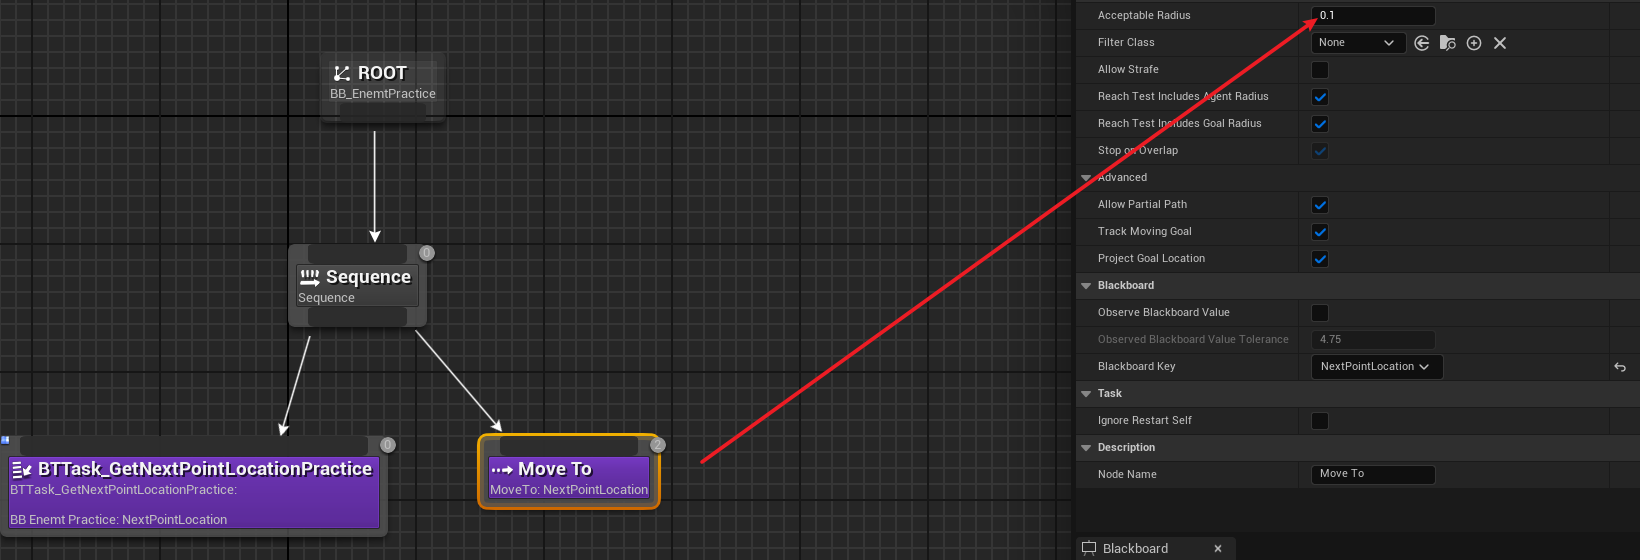 ROOT
BB_EnemtPractice
0
Sequence
Sequence
0
BTTask_GetNextPointLocationPractice
BTTask_GetNextPointLocationPractice:
BB Enemt Practice: NextPointLocation
2
Move To
MoveTo: NextPointLocation
Acceptable Radius 0.1
Filter Class None
Allow Strafe
Reach Test Includes Agent Radius
Reach Test Includes Goal Radius
Stop on Overlap
Advanced
Allow Partial Path
Track Moving Goal
Project Goal Location
Blackboard
Observe Blackboard Value
Observed Blackboard Value Tolerance 4.75
Blackboard Key NextPointLocation
Task
Ignore Restart Self
Description
Node Name Move To
Blackboard